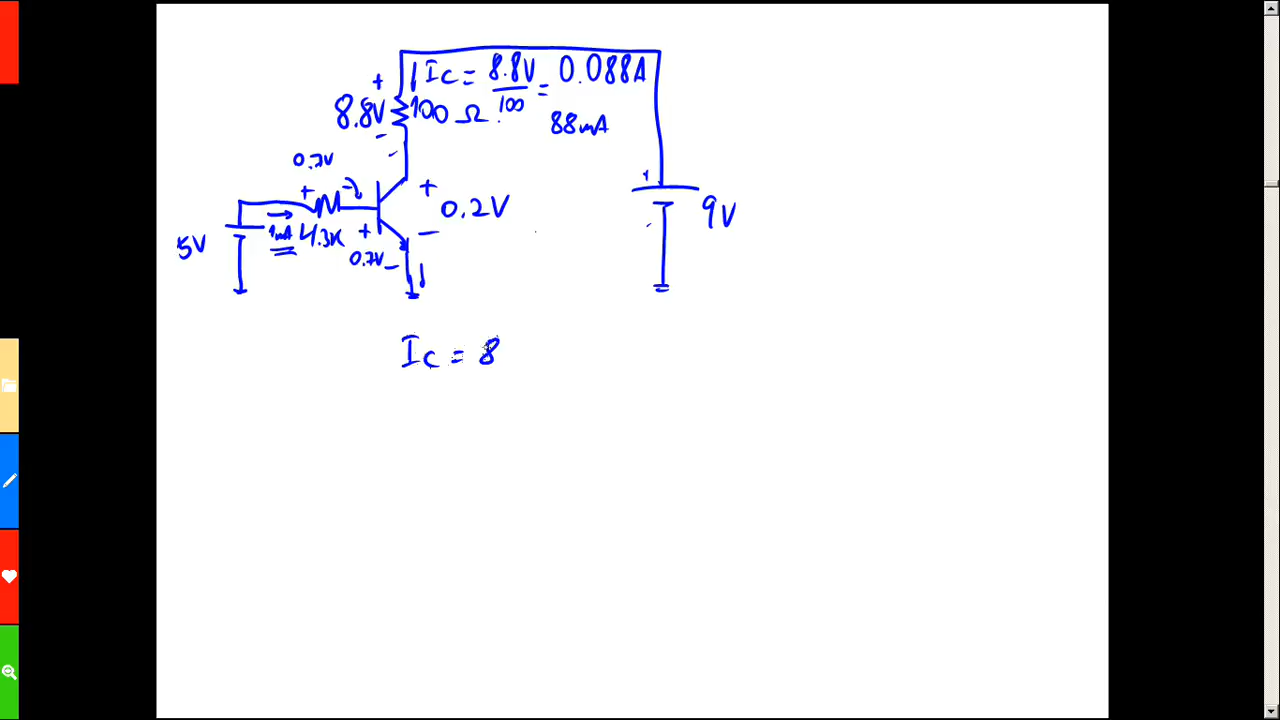 + Ic = 8.8V/100 = 0.088A
8.8V 100 Ω
-
88mA
0.7V
+
+
-
0.2V
+
-
9V
5V
1mA 4.3K
+
0.7V
-
Ic = 8